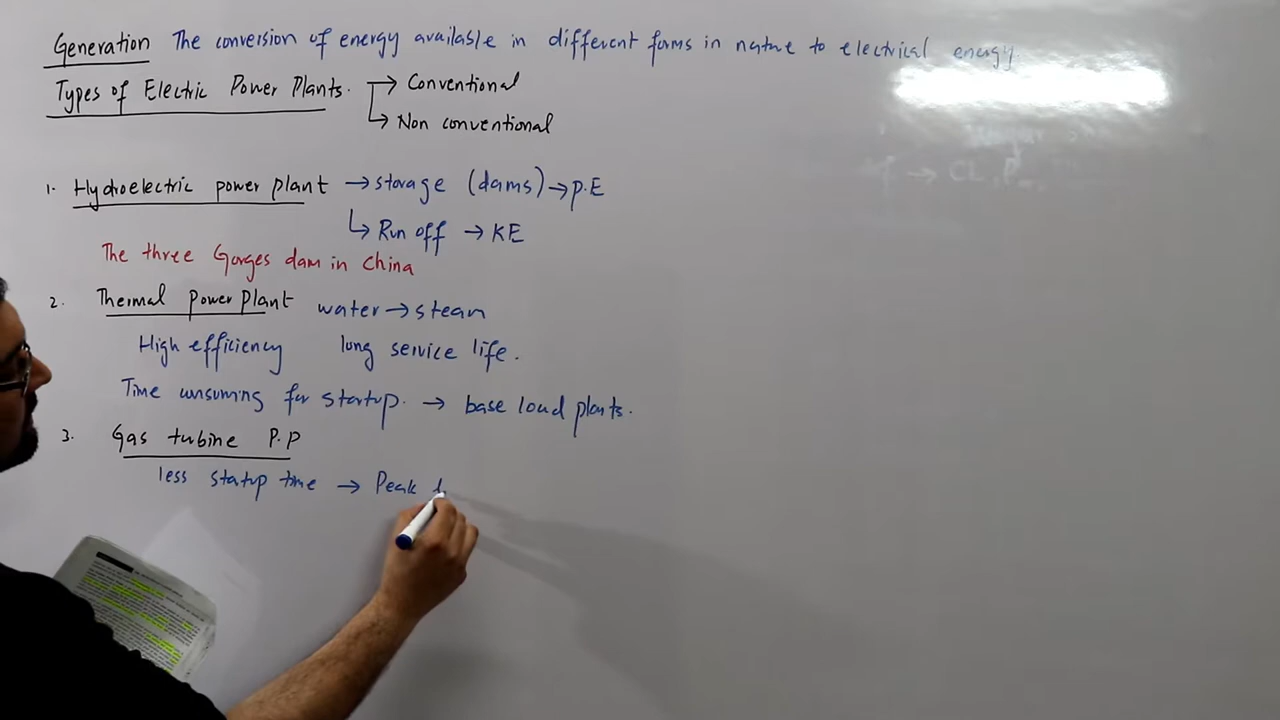 Generation The conversion of energy available in different forms in nature to electrical energy.
Types of Electric Power Plants. → Conventional
↳ Non conventional
1. Hydroelectric power plant → storage (dams) → P.E
↳ Run off → KE
The three Gorges dam in China
2. Thermal power plant water → steam
High efficiency long service life.
Time consuming for startup. → base load plants.
3. Gas turbine P.P
less startup time → Peak
→ CL, P